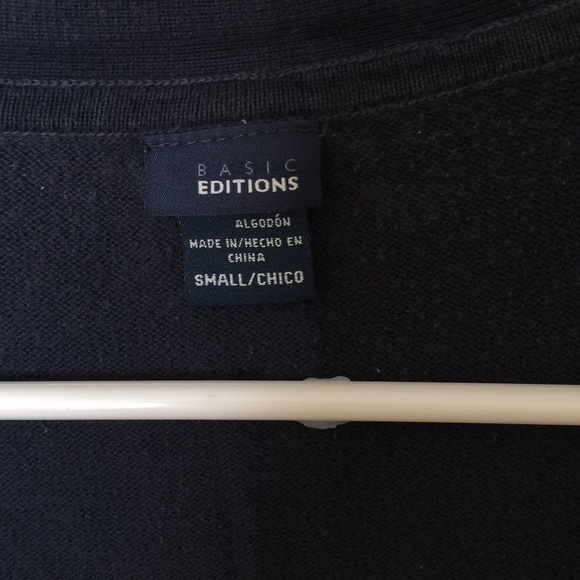 BASIC
EDITIONS
ALGODÓN
MADE IN/HECHO EN
CHINA
SMALL/CHICO